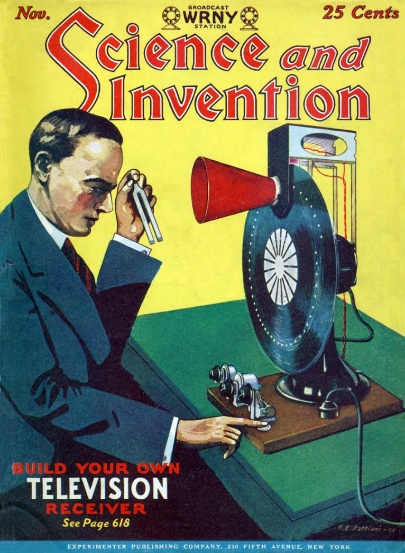 Nov.
BROADCAST
WRNY
STATION
25 Cents
Science and
Invention
BUILD YOUR OWN
TELEVISION
RECEIVER
See Page 618
EXPERIMENTER PUBLISHING COMPANY, 230 FIFTH AVENUE, NEW YORK